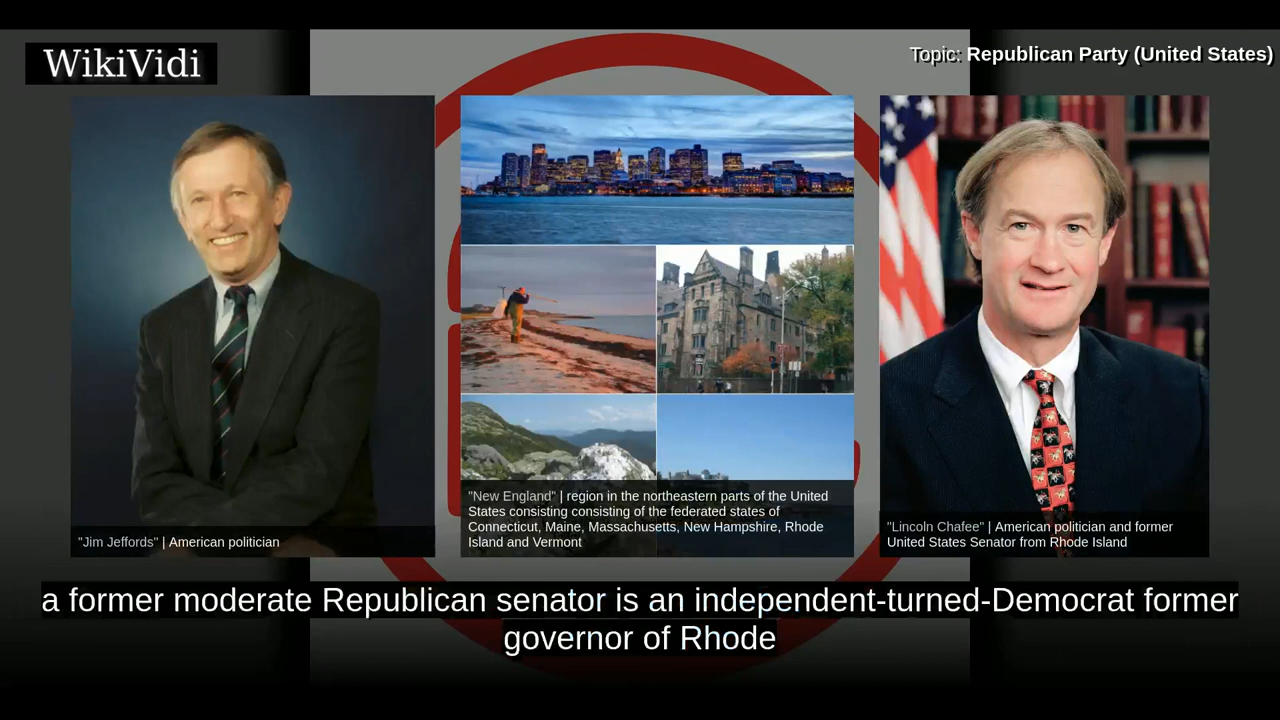 WikiVidi
Topic: Republican Party (United States)
"Jim Jeffords" | American politician
"New England" | region in the northeastern parts of the United
States consisting consisting of the federated states of
Connecticut, Maine, Massachusetts, New Hampshire, Rhode
Island and Vermont
"Lincoln Chafee" | American politician and former
United States Senator from Rhode Island
a former moderate Republican senator is an independent-turned-Democrat former
governor of Rhode